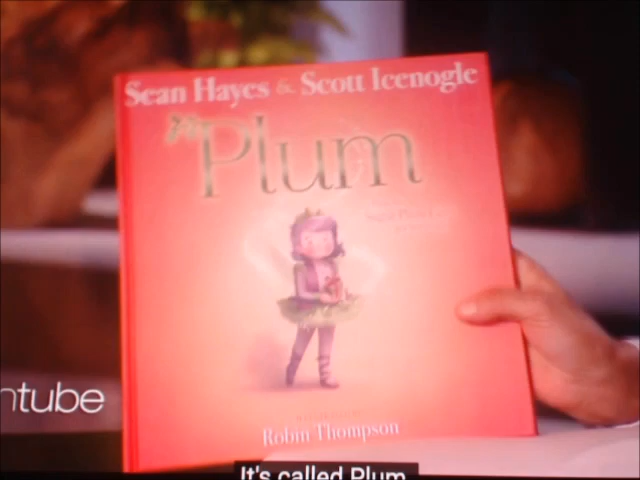 Sean Hayes & Scott Icenogle
Plum
Robin Thompson
ntube
It's called Plum